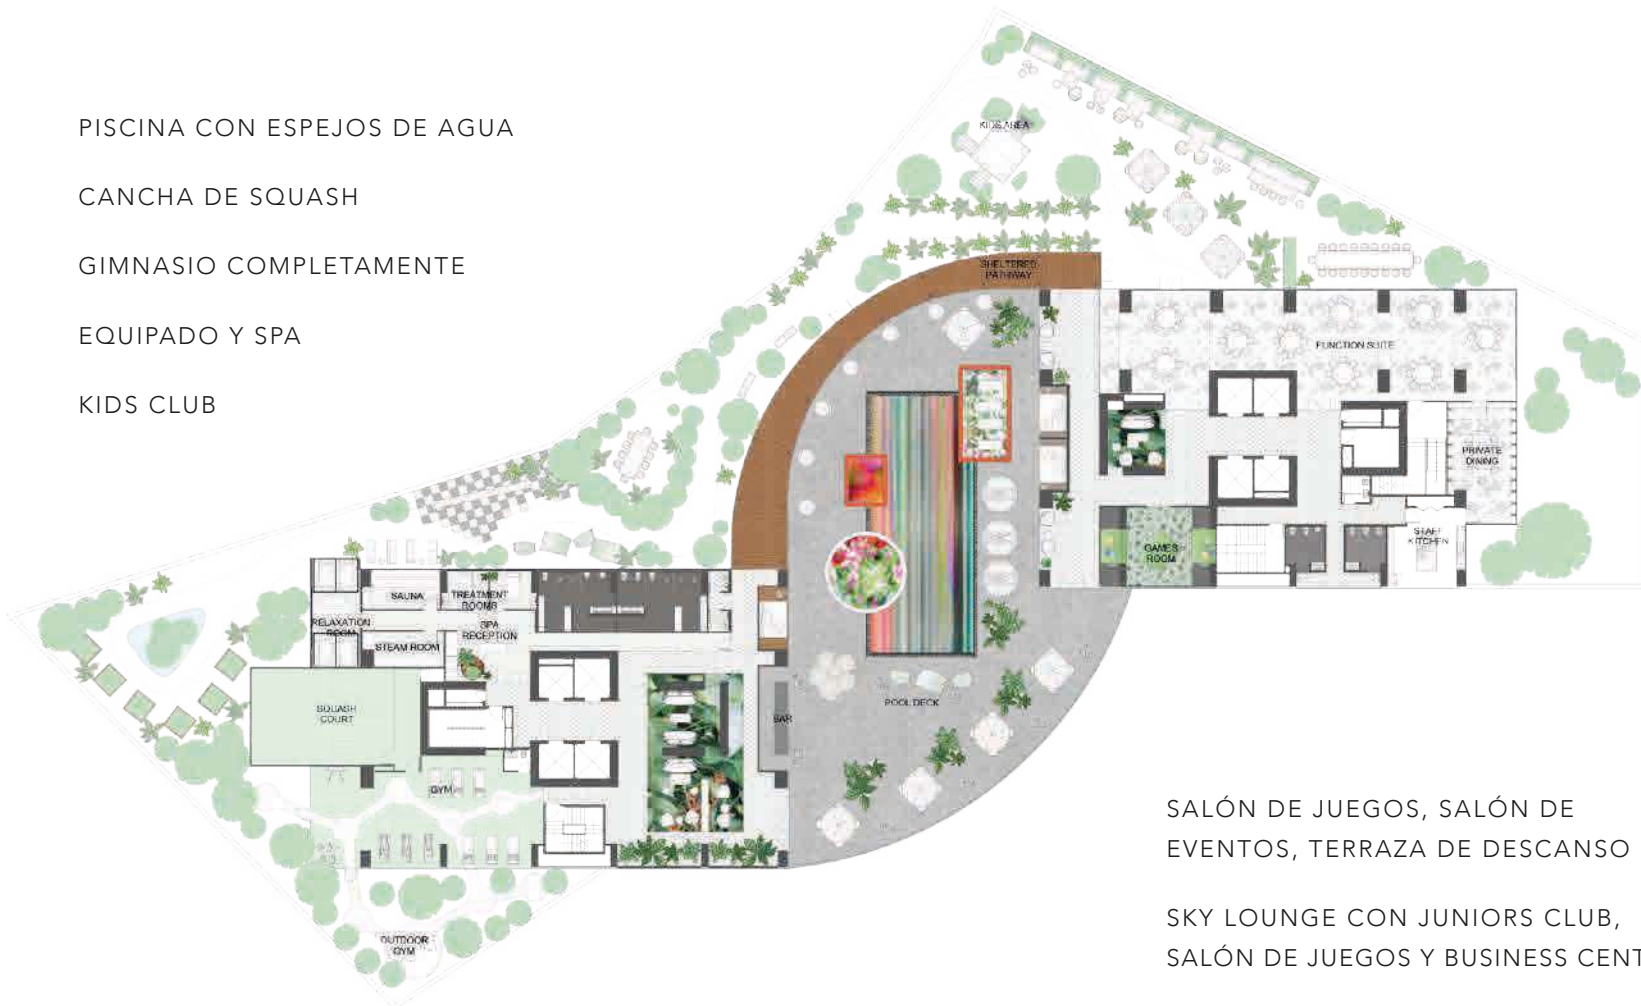 PISCINA CON ESPEJOS DE AGUA
CANCHA DE SQUASH
GIMNASIO COMPLETAMENTE
EQUIPADO Y SPA
KIDS CLUB
KIDS AREA
SHELTERED
PATHWAY
FUNCTION SUITE
PRIVATE
DINING
STAFF
KITCHEN
GAMES
ROOM
SAUNA
TREATMENT
ROOMS
RELAXATION
ROOM
SPA
RECEPTION
STEAM ROOM
SQUASH
COURT
BAR
POOL DECK
GYM
OUTDOOR
GYM
SALÓN DE JUEGOS, SALÓN DE
EVENTOS, TERRAZA DE DESCANSO
SKY LOUNGE CON JUNIORS CLUB,
SALÓN DE JUEGOS Y BUSINESS CENT